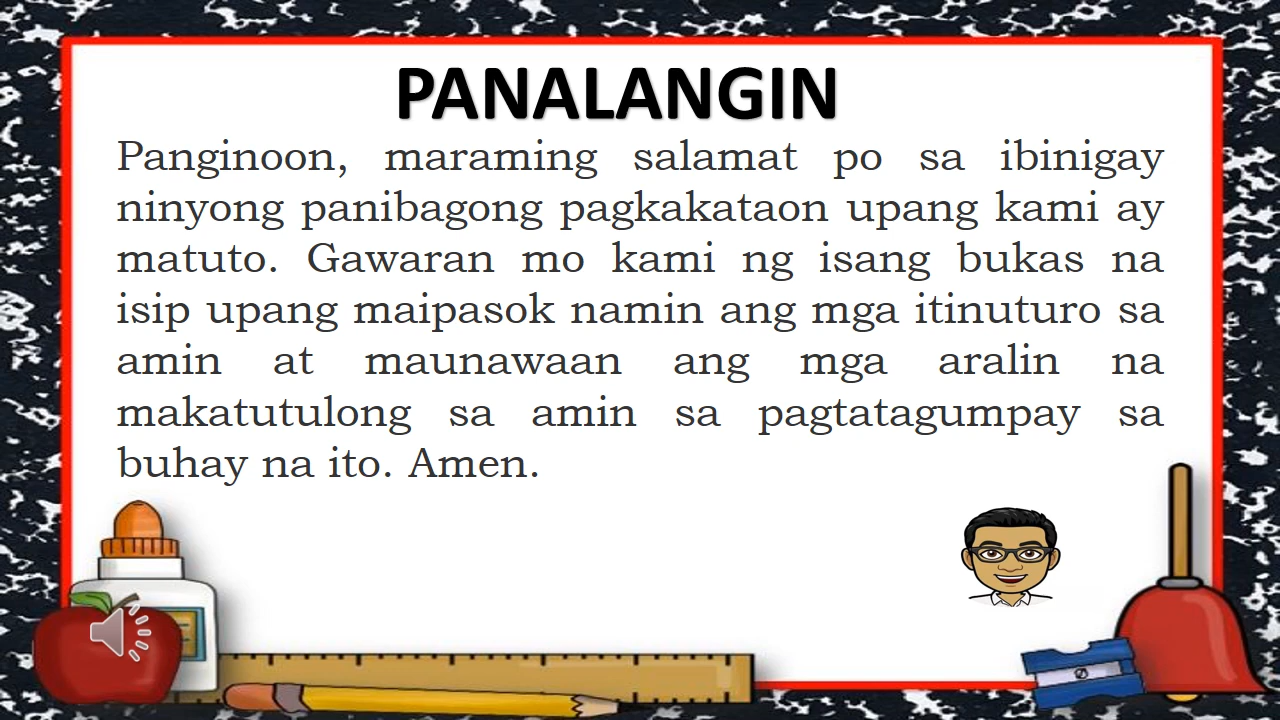 PANALANGIN
Panginoon, maraming salamat po sa ibinigay
ninyong panibagong pagkakataon upang kami ay
matuto. Gawaran mo kami ng isang bukas na
isip upang maipasok namin ang mga itinuturo sa
amin at maunawaan ang mga aralin na
makatutulong sa amin sa pagtatagumpay sa
buhay na ito. Amen.